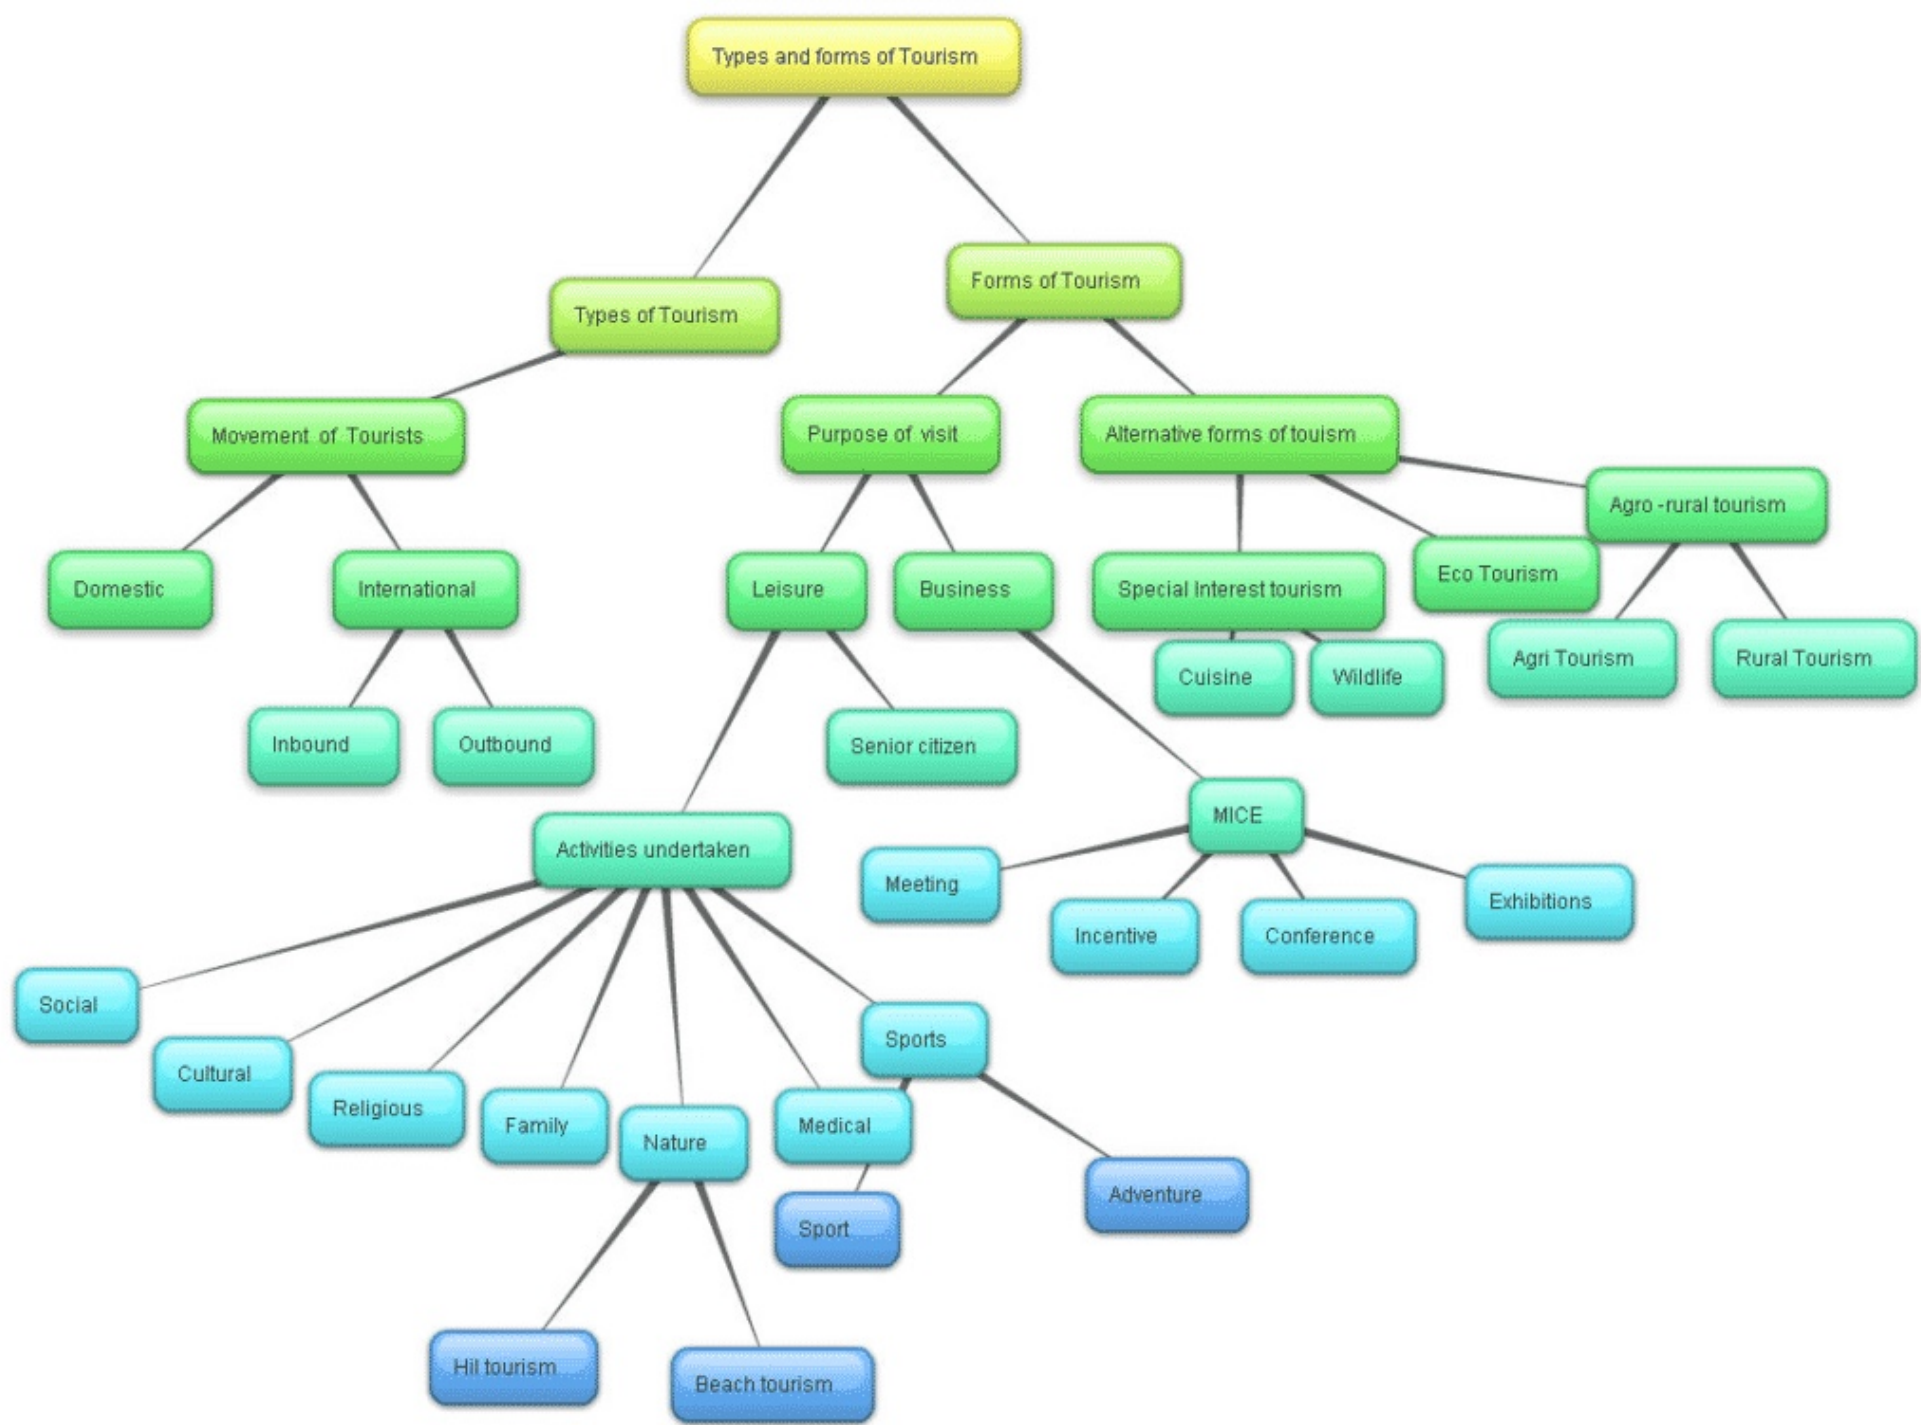 Types and forms of Tourism
Forms of Tourism
Types of Tourism
Movement of Tourists
Purpose of visit
Alternative forms of touism
Agro -rural tourism
Domestic
International
Leisure
Business
Special Interest tourism
Eco Tourism
Cuisine
Wildlife
Agri Tourism
Rural Tourism
Inbound
Outbound
Senior citizen
MICE
Activities undertaken
Meeting
Incentive
Conference
Exhibitions
Social
Cultural
Religious
Family
Nature
Medical
Sports
Sport
Adventure
Hil tourism
Beach tourism